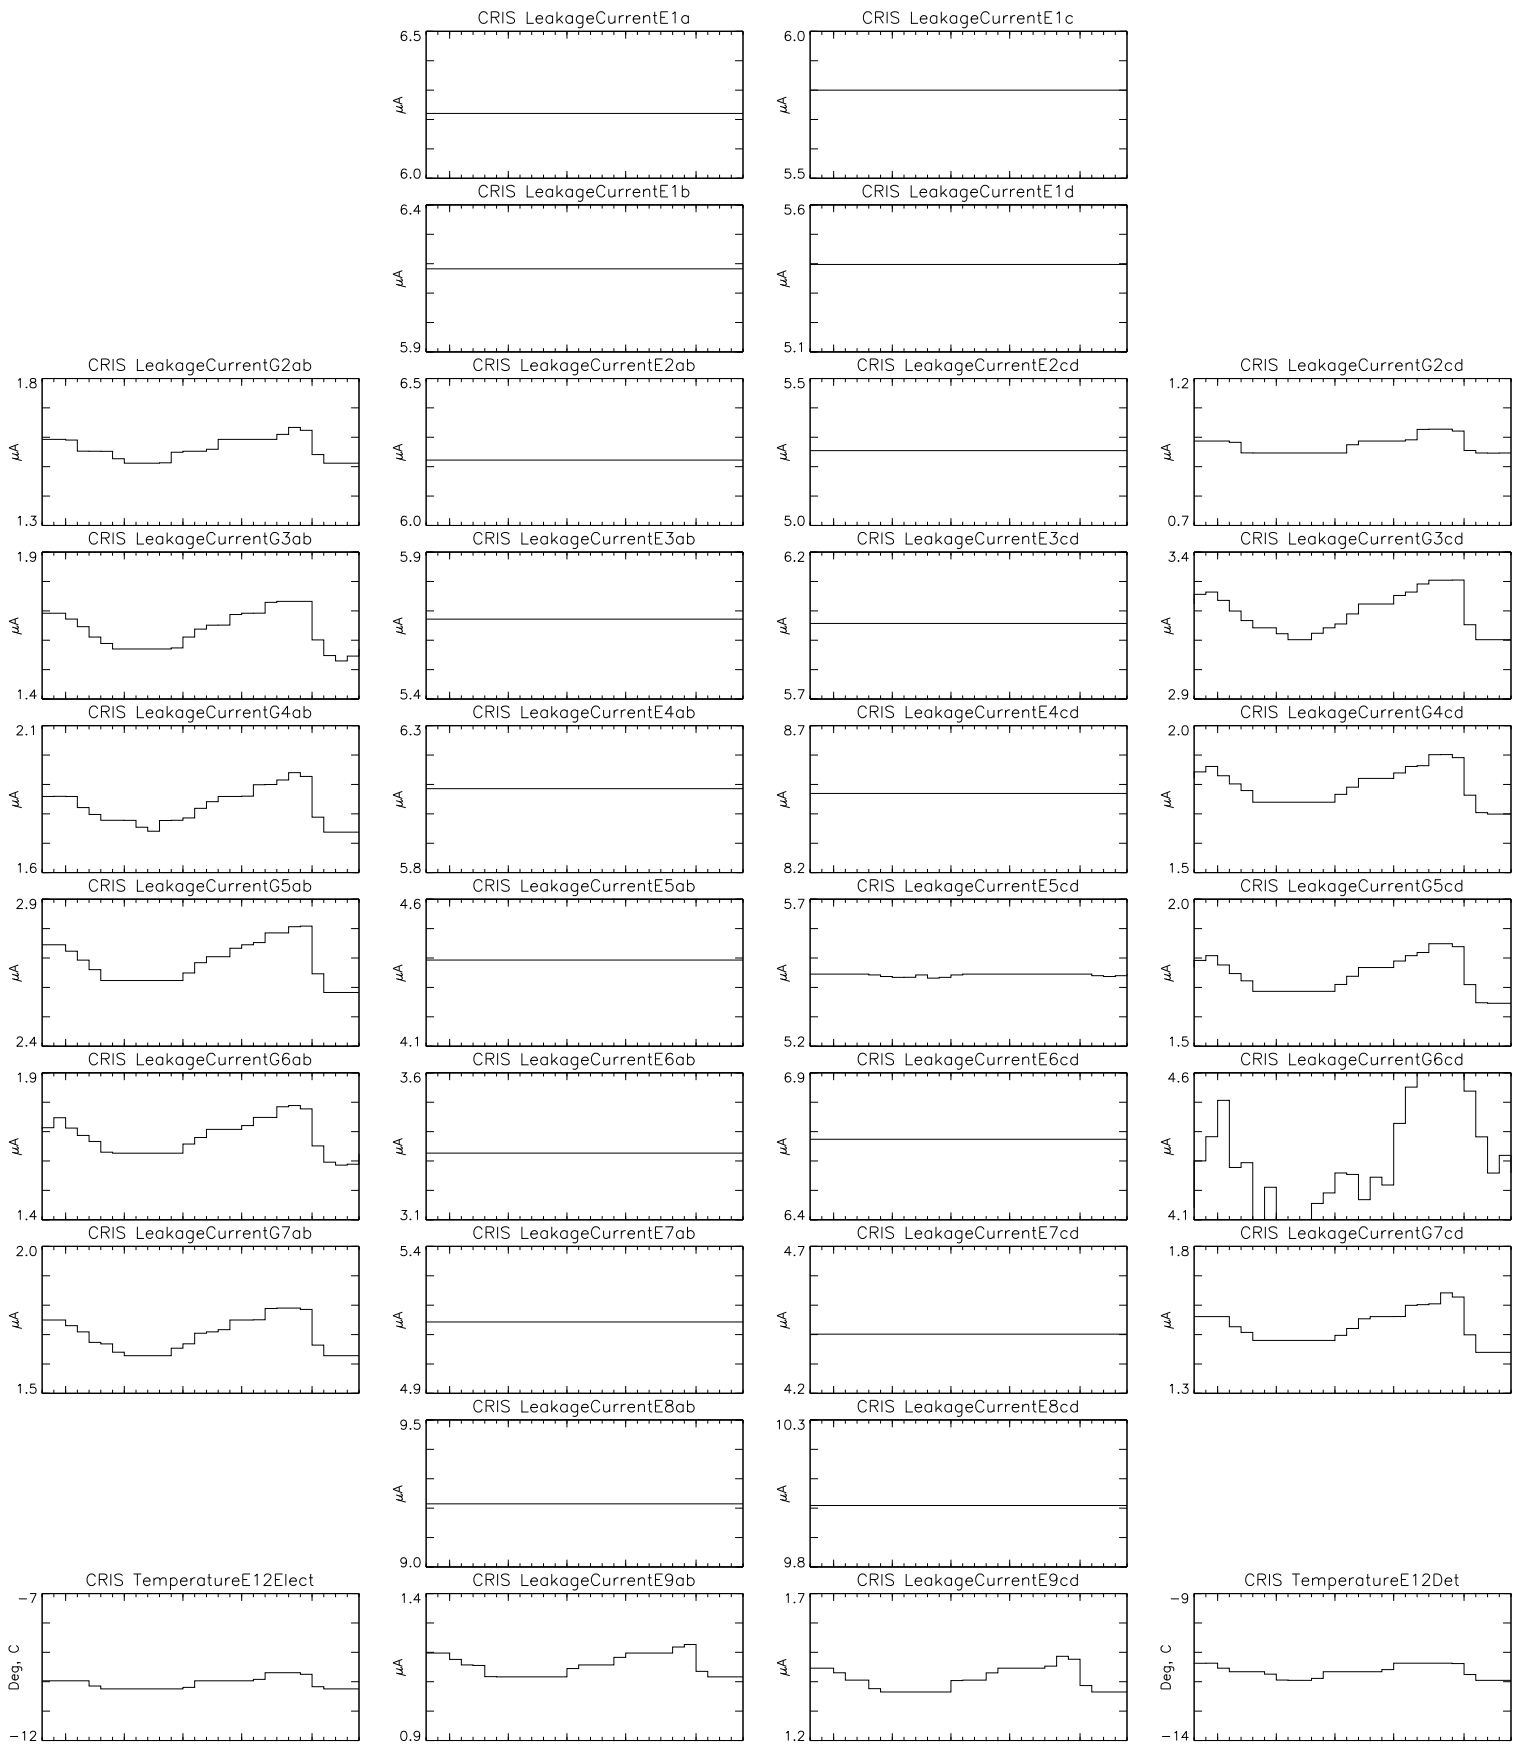 CRIS LeakageCurrentE1a
6.5
μA
6.0
CRIS LeakageCurrentE1c
6.0
μA
5.5
CRIS LeakageCurrentE1b
6.4
μA
5.9
CRIS LeakageCurrentE1d
5.6
μA
5.1
CRIS LeakageCurrentG2ab
1.8
μA
1.3
CRIS LeakageCurrentE2ab
6.5
μA
6.0
CRIS LeakageCurrentE2cd
5.5
μA
5.0
CRIS LeakageCurrentG2cd
1.2
μA
0.7
CRIS LeakageCurrentG3ab
1.9
μA
1.4
CRIS LeakageCurrentE3ab
5.9
μA
5.4
CRIS LeakageCurrentE3cd
6.2
μA
5.7
CRIS LeakageCurrentG3cd
3.4
μA
2.9
CRIS LeakageCurrentG4ab
2.1
μA
1.6
CRIS LeakageCurrentE4ab
6.3
μA
5.8
CRIS LeakageCurrentE4cd
8.7
μA
8.2
CRIS LeakageCurrentG4cd
2.0
μA
1.5
CRIS LeakageCurrentG5ab
2.9
μA
2.4
CRIS LeakageCurrentE5ab
4.6
μA
4.1
CRIS LeakageCurrentE5cd
5.7
μA
5.2
CRIS LeakageCurrentG5cd
2.0
μA
1.5
CRIS LeakageCurrentG6ab
1.9
μA
1.4
CRIS LeakageCurrentE6ab
3.6
μA
3.1
CRIS LeakageCurrentE6cd
6.9
μA
6.4
CRIS LeakageCurrentG6cd
4.6
μA
4.1
CRIS LeakageCurrentG7ab
2.0
μA
1.5
CRIS LeakageCurrentE7ab
5.4
μA
4.9
CRIS LeakageCurrentE7cd
4.7
μA
4.2
CRIS LeakageCurrentG7cd
1.8
μA
1.3
CRIS LeakageCurrentE8ab
9.5
μA
9.0
CRIS LeakageCurrentE8cd
10.3
μA
9.8
CRIS TemperatureE12Elect
−7
Deg, C
−12
CRIS LeakageCurrentE9ab
1.4
μA
0.9
CRIS LeakageCurrentE9cd
1.7
μA
1.2
CRIS TemperatureE12Det
−9
Deg, C
−14